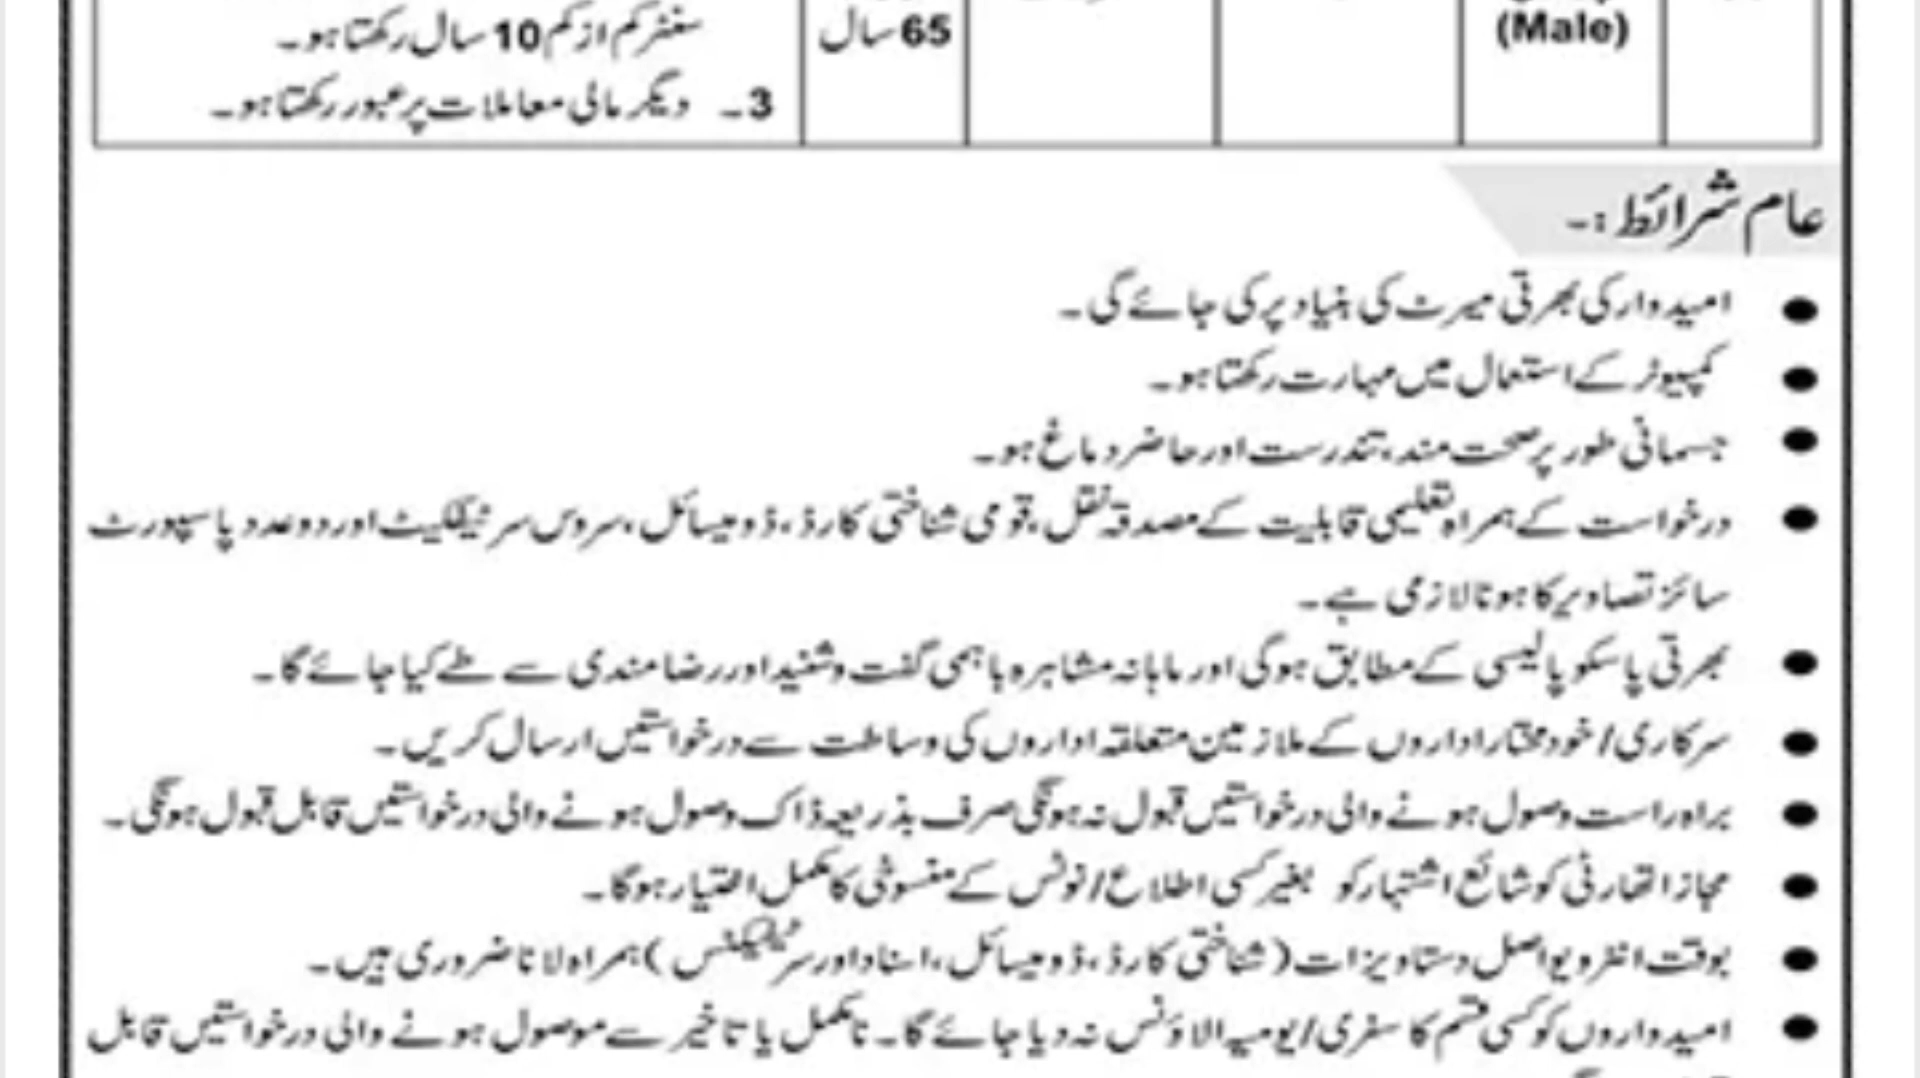 (Male)
65 سال
سنٹر کم از کم 10 سال رکھتا ہو۔
3۔ دیگر مالی معاملات پر عبور رکھتا ہو۔
عام شرائط:۔
● امیدوار کی بھرتی میرٹ کی بنیاد پر کی جائے گی۔
● کمپیوٹر کے استعمال میں مہارت رکھتا ہو۔
● جسمانی طور پر صحت مند، تندرست اور حاضر دماغ ہو۔
● درخواست کے ہمراہ تعلیمی قابلیت کے مصدقہ نقل، قومی شناختی کارڈ، ڈومیسائل، سروس سرٹیفکیٹ اور دو عدد پاسپورٹ
سائز تصاویر کا ہونا لازمی ہے۔
● بھرتی پاسکو پالیسی کے مطابق ہوگی اور ماہانہ مشاہرہ باہمی گفت و شنید اور رضامندی سے طے کیا جائے گا۔
● سرکاری/خودمختار اداروں کے ملازمین متعلقہ اداروں کی وساطت سے درخواستیں ارسال کریں۔
● براہ راست وصول ہونے والی درخواستیں قبول نہ ہونگی صرف بذریعہ ڈاک وصول ہونے والی درخواستیں قابل قبول ہونگی۔
● مجاز اتھارٹی کو شائع اشتہار کو بغیر کسی اطلاع/نوٹس کے منسوخی کا مکمل اختیار ہوگا۔
● بوقت انٹرویو اصل دستاویزات (شناختی کارڈ، ڈومیسائل، اسناد اور سرٹیفکیٹس) ہمراہ لانا ضروری ہیں۔
● امیدواروں کو کسی قسم کا سفری/یومیہ الاؤنس نہ دیا جائے گا۔ نامکمل یا تاخیر سے موصول ہونے والی درخواستیں قابل